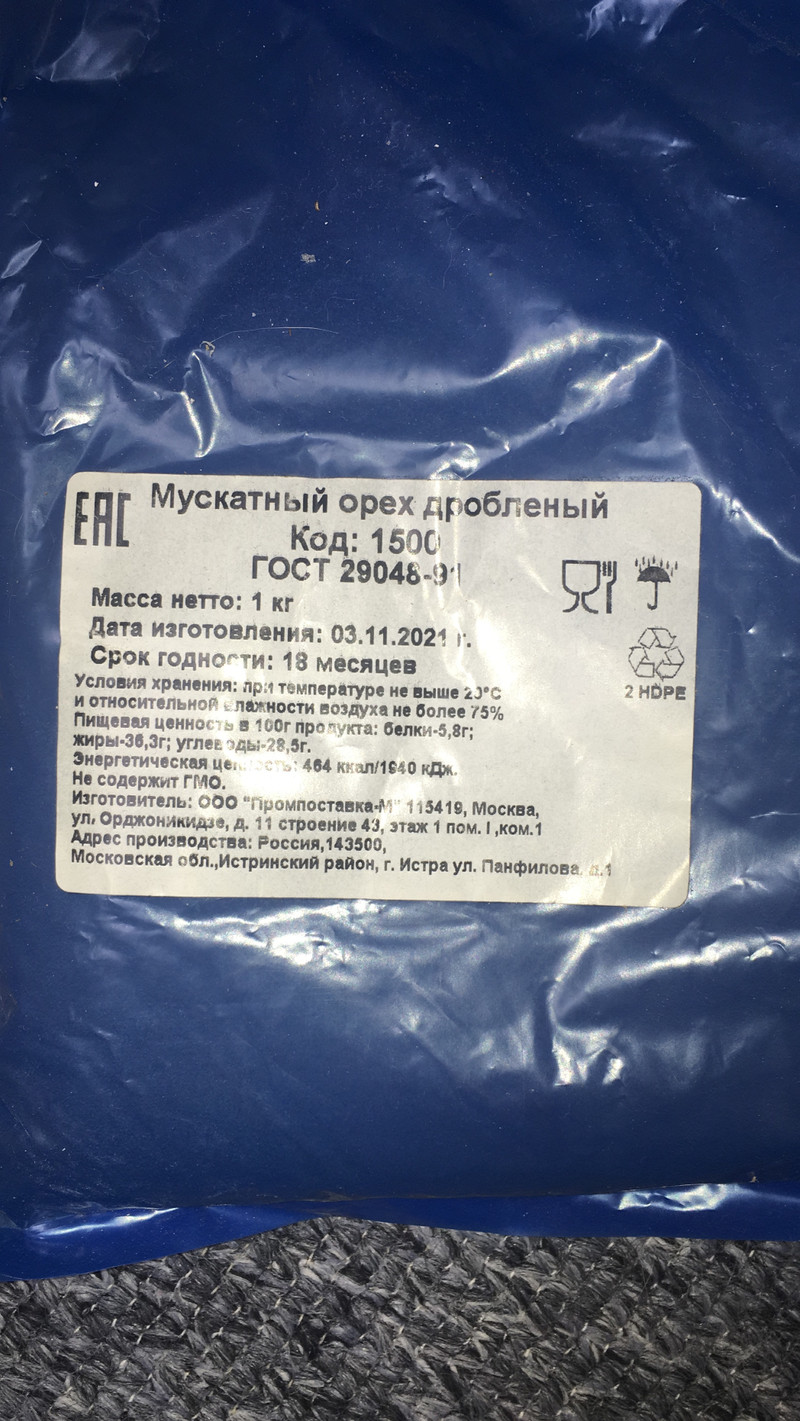 ЕАС
Мускатный орех дробленый
Код: 1500
ГОСТ 29048-91
Масса нетто: 1 кг
Дата изготовления: 03.11.2021 г.
Срок годности: 18 месяцев
Условия хранения: при температуре не выше 20°С
и относительной влажности воздуха не более 75%
Пищевая ценность в 100г продукта: белки-5,8г;
жиры-36,3г; углеводы-28,5г.
Энергетическая ценность: 464 ккал/1940 кДж.
Не содержит ГМО.
Изготовитель: ООО "Промпоставка-М" 115419, Москва,
ул. Орджоникидзе, д. 11 строение 43, этаж 1 пом. I ,ком.1
Адрес производства: Россия,143500,
Московская обл.,Истринский район, г. Истра ул. Панфилова, д.1
2 HDPE